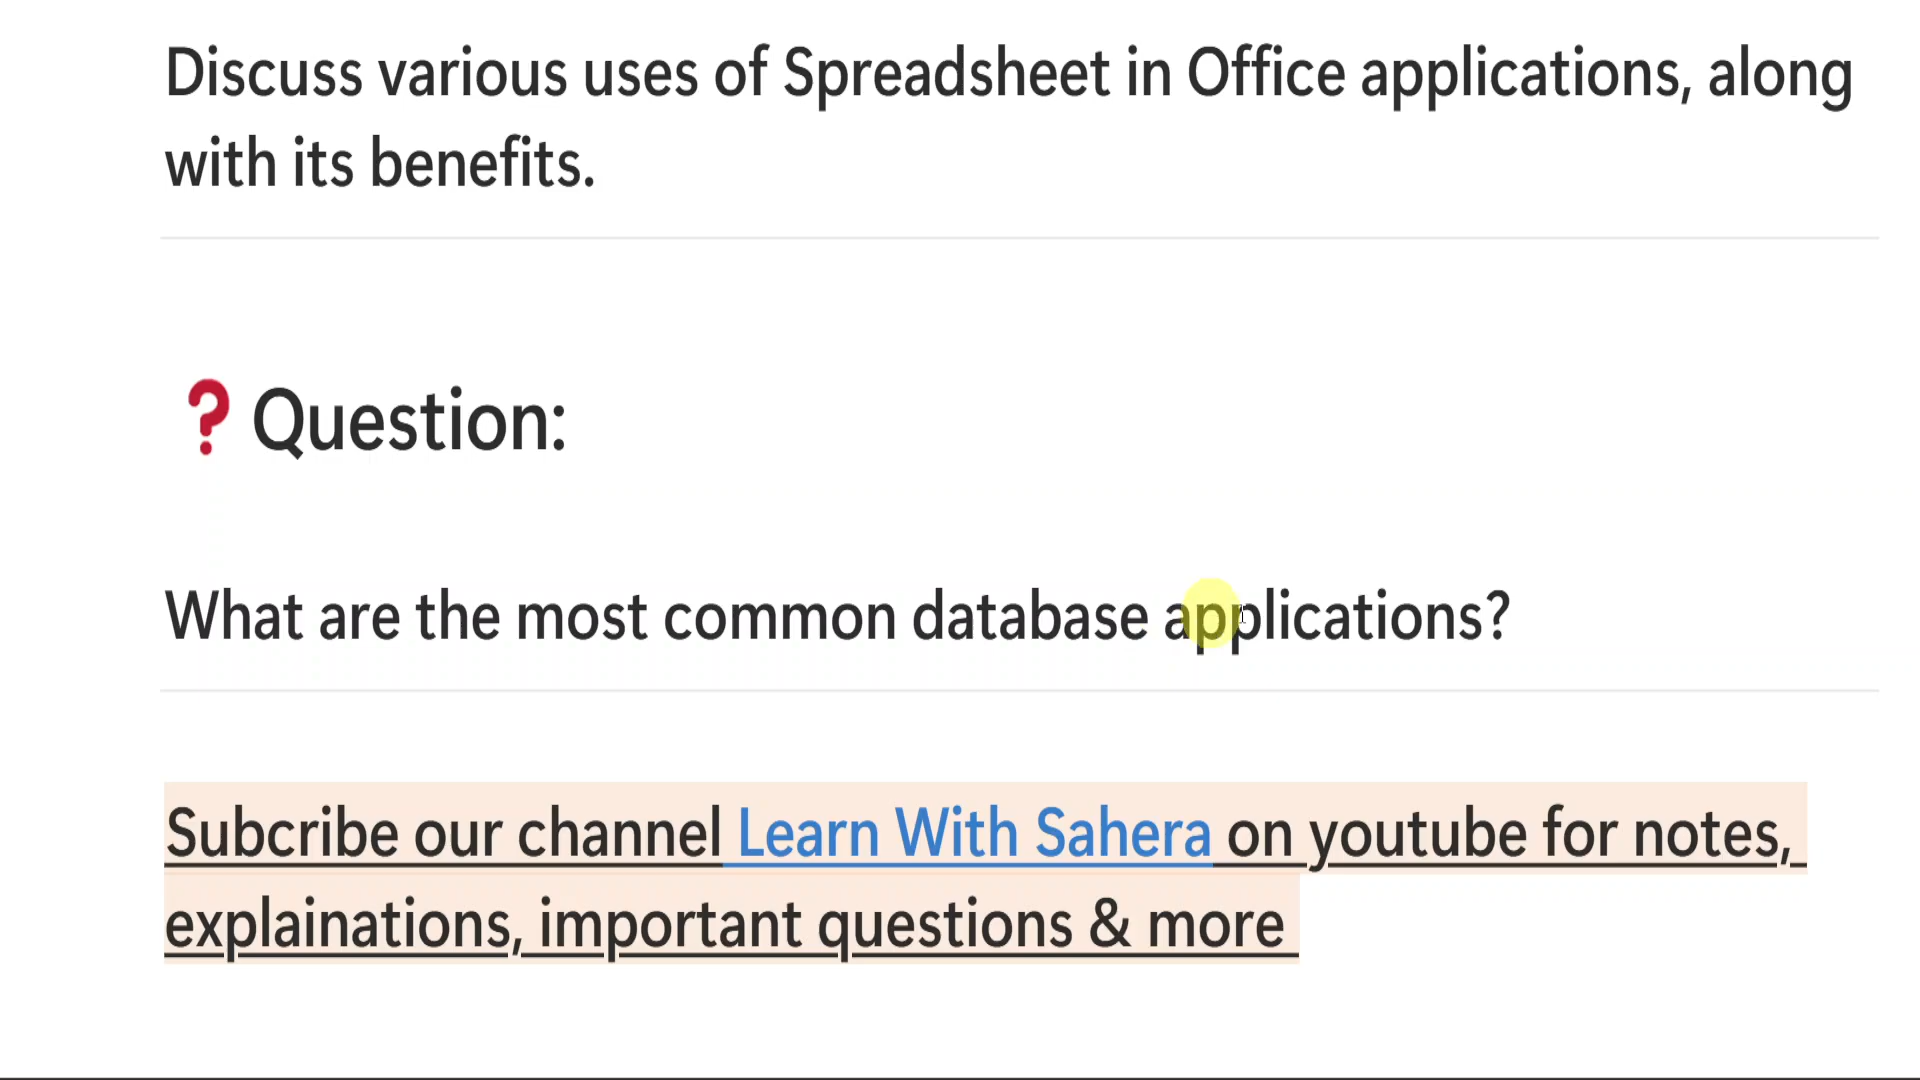 Discuss various uses of Spreadsheet in Office applications, along
with its benefits.
❓Question:
What are the most common database applications?
Subcribe our channel Learn With Sahera on youtube for notes,
explainations, important questions & more